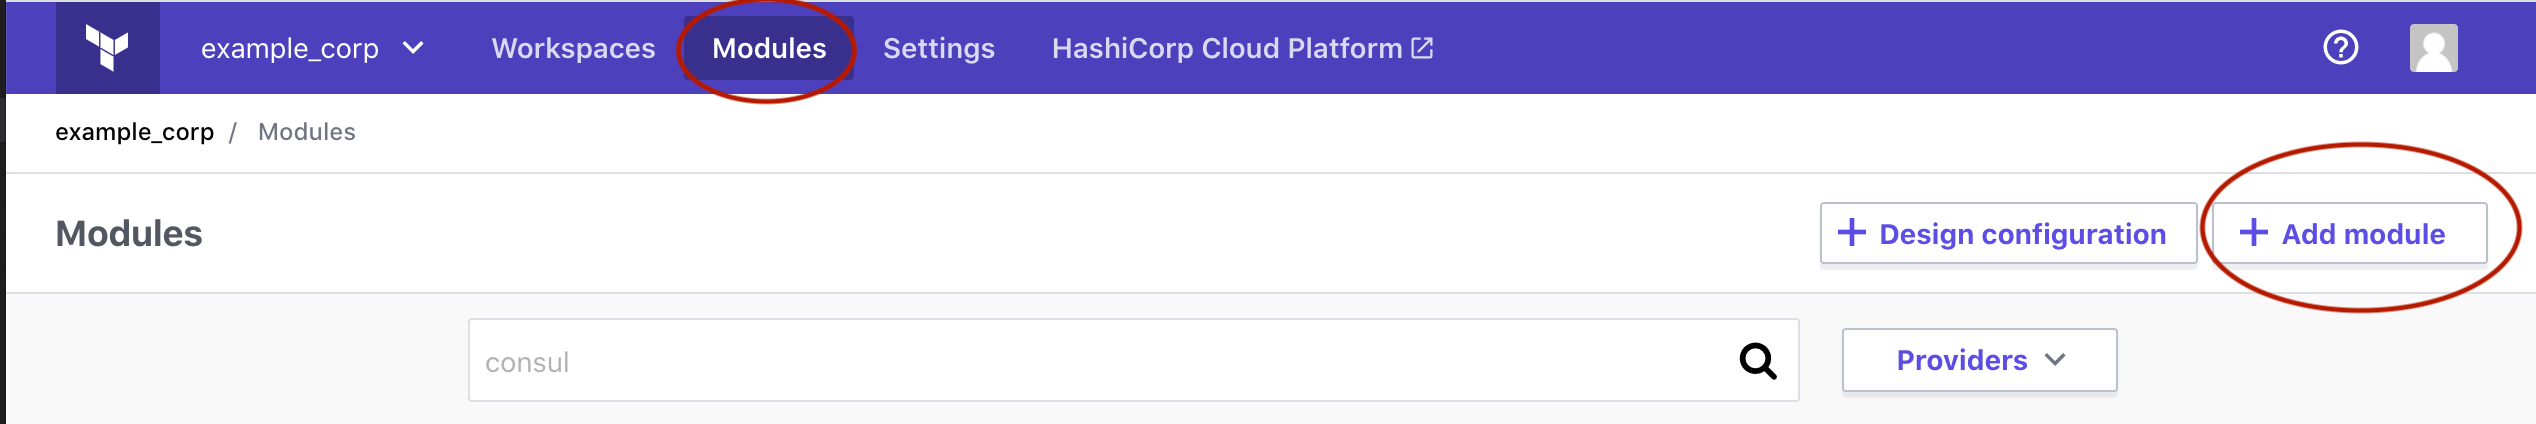 example_corp Workspaces Modules Settings HashiCorp Cloud Platform
example_corp / Modules
Modules + Design configuration + Add module
consul Providers